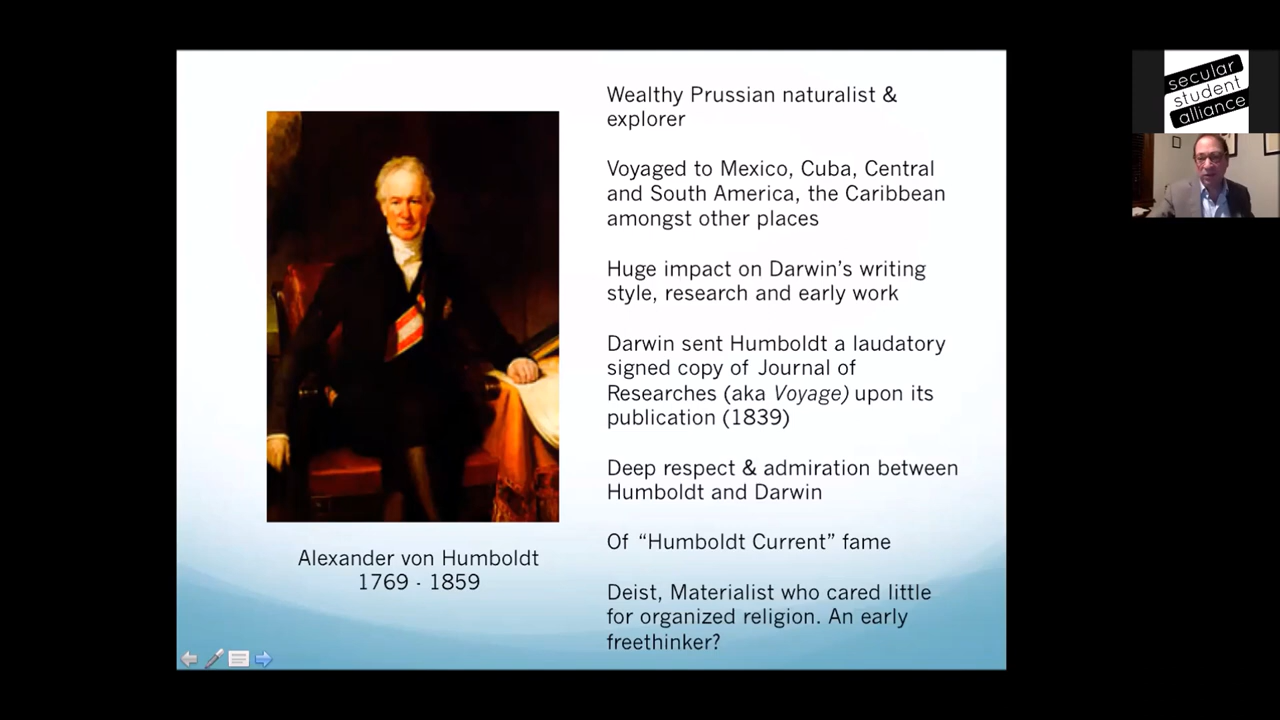 Wealthy Prussian naturalist &
explorer
Voyaged to Mexico, Cuba, Central
and South America, the Caribbean
amongst other places
Huge impact on Darwin’s writing
style, research and early work
Darwin sent Humboldt a laudatory
signed copy of Journal of
Researches (aka Voyage) upon its
publication (1839)
Deep respect & admiration between
Humboldt and Darwin
Of “Humboldt Current” fame
Deist, Materialist who cared little
for organized religion. An early
freethinker?
Alexander von Humboldt
1769 - 1859
secular
student
alliance